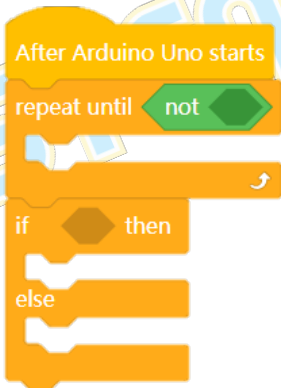 After Arduino Uno starts
repeat until not
if then
else